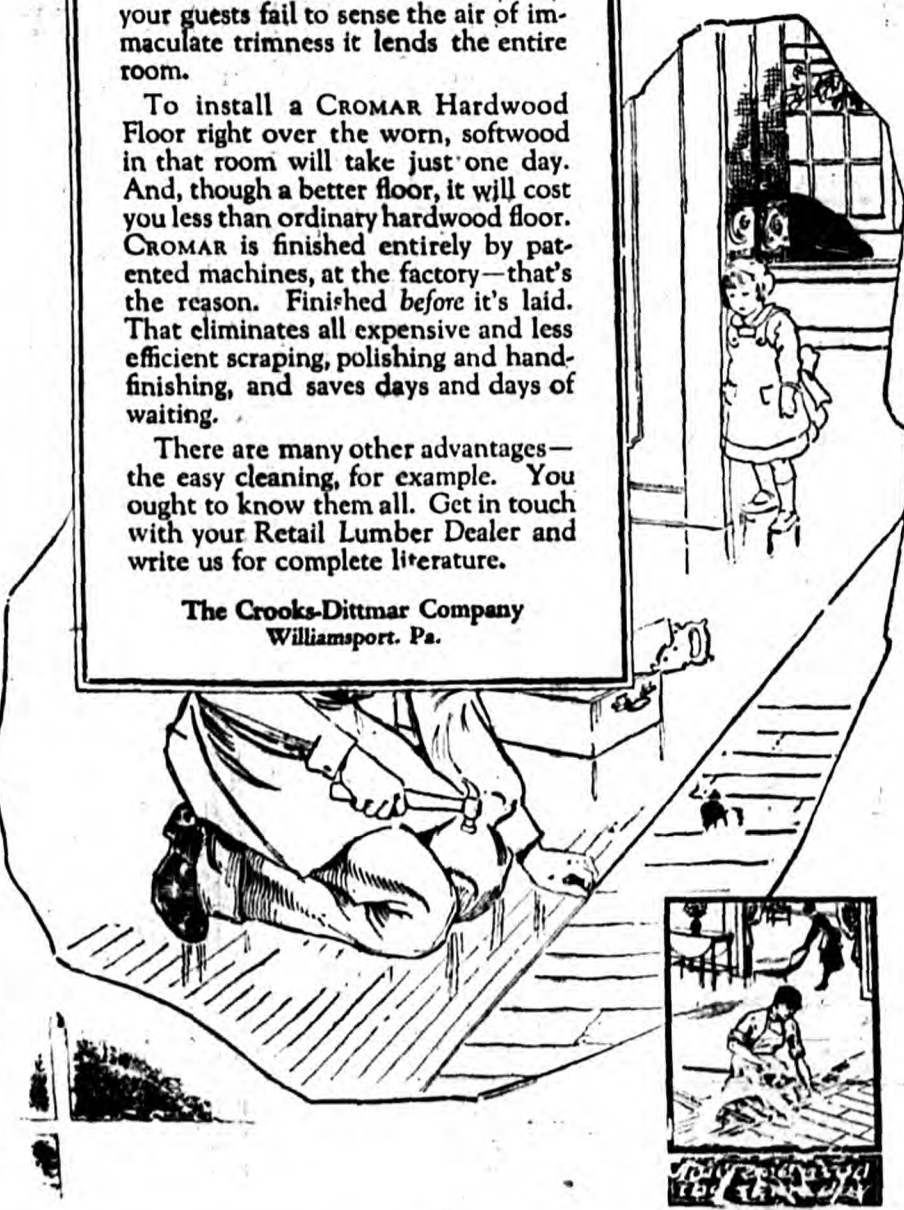 your guests fail to sense the air of im-
maculate trimness it lends the entire
room.
To install a CROMAR Hardwood
Floor right over the worn, softwood
in that room will take just one day.
And, though a better floor, it will cost
you less than ordinary hardwood floor.
CROMAR is finished entirely by pat-
ented machines, at the factory—that's
the reason. Finished before it's laid.
That eliminates all expensive and less
efficient scraping, polishing and hand-
finishing, and saves days and days of
waiting.
There are many other advantages—
the easy cleaning, for example. You
ought to know them all. Get in touch
with your Retail Lumber Dealer and
write us for complete literature.
The Crooks-Dittmar Company
Williamsport. Pa.